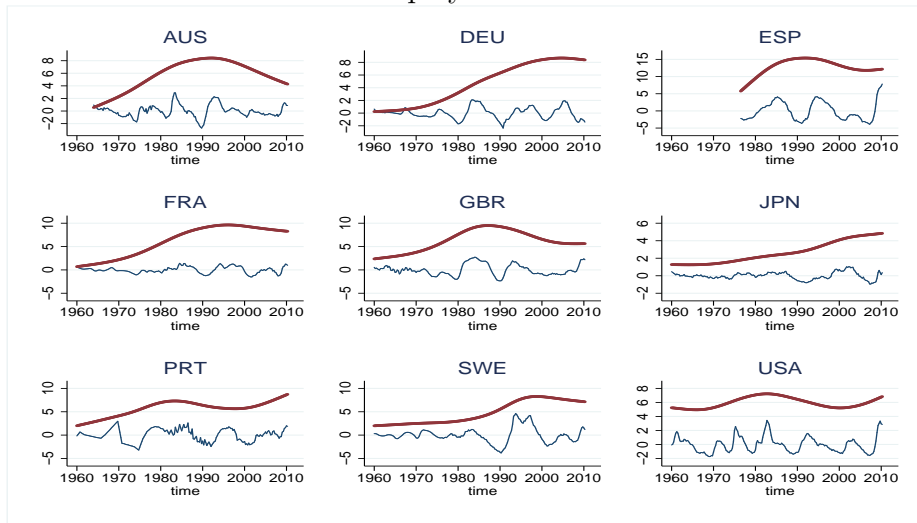 AUS DEU ESP
-2 0 2 4 6 8 -2 0 2 4 6 8 -5 0 5 10 15
1960 1970 1980 1990 2000 2010 1960 1970 1980 1990 2000 2010 1960 1970 1980 1990 2000 2010
time time time
FRA GBR JPN
-5 0 5 10 -5 0 5 10 -2 0 2 4 6
1960 1970 1980 1990 2000 2010 1960 1970 1980 1990 2000 2010 1960 1970 1980 1990 2000 2010
time time time
PRT SWE USA
-5 0 5 10 -5 0 5 10 -2 0 2 4 6 8
1960 1970 1980 1990 2000 2010 1960 1970 1980 1990 2000 2010 1960 1970 1980 1990 2000 2010
time time time